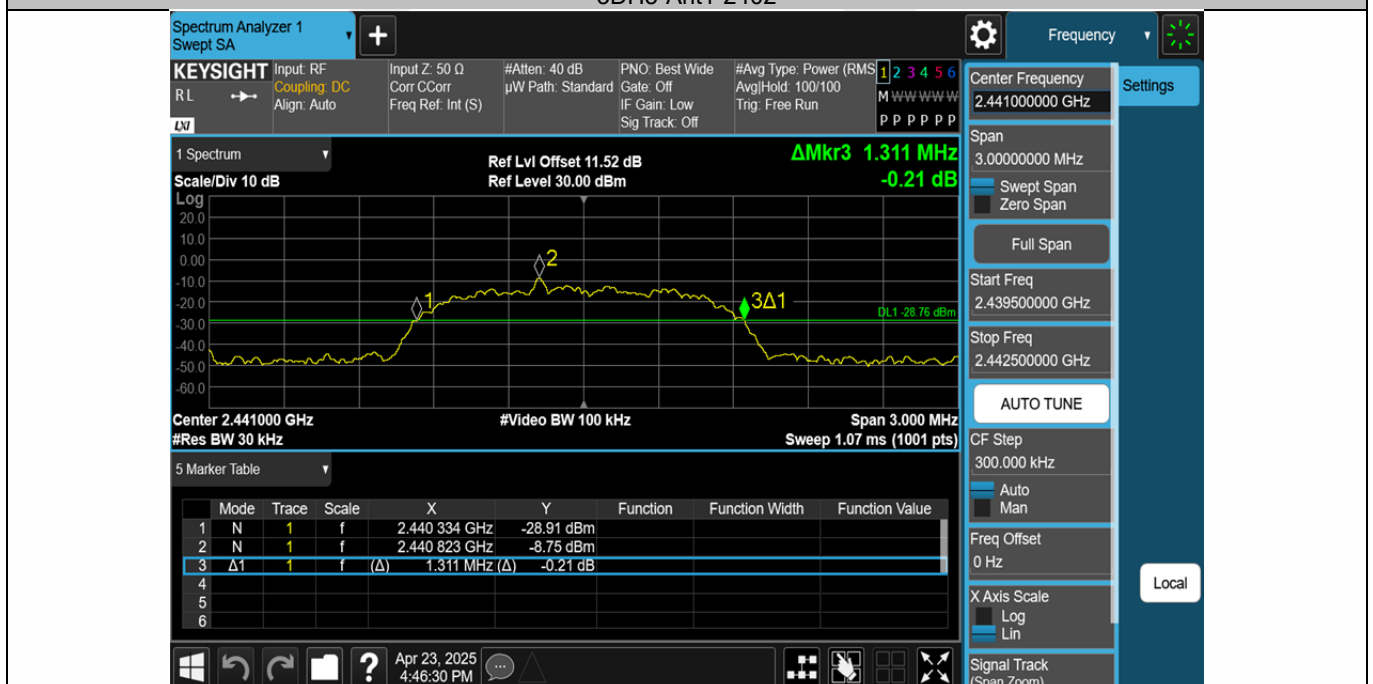 Spectrum Analyzer 1
Swept SA
+
Frequency
KEYSIGHT
RL
LXI
Input: RF
Coupling: DC
Align: Auto
Input Z: 50 Ω
Corr CCorr
Freq Ref: Int (S)
#Atten: 40 dB
µW Path: Standard
PNO: Best Wide
Gate: Off
IF Gain: Low
Sig Track: Off
#Avg Type: Power (RMS
Avg|Hold: 100/100
Trig: Free Run
1 2 3 4 5 6
M W W W W W
P P P P P P
1 Spectrum
Scale/Div 10 dB
Ref Lvl Offset 11.52 dB
Ref Level 30.00 dBm
ΔMkr3 1.311 MHz
-0.21 dB
Log
20.0
10.0
0.00
-10.0
-20.0
-30.0
-40.0
-50.0
-60.0
1
2
3Δ1
DL1 -28.76 dBm
Center 2.441000 GHz
#Video BW 100 kHz
Span 3.000 MHz
#Res BW 30 kHz
Sweep 1.07 ms (1001 pts)
5 Marker Table
Mode Trace Scale X Y Function Function Width Function Value
1 N 1 f 2.440 334 GHz -28.91 dBm
2 N 1 f 2.440 823 GHz -8.75 dBm
3 Δ1 1 f (Δ) 1.311 MHz (Δ) -0.21 dB
4
5
6
?
Apr 23, 2025
4:46:30 PM
Center Frequency
2.441000000 GHz
Settings
Span
3.00000000 MHz
Swept Span
Zero Span
Full Span
Start Freq
2.439500000 GHz
Stop Freq
2.442500000 GHz
AUTO TUNE
CF Step
300.000 kHz
Auto
Man
Freq Offset
0 Hz
X Axis Scale
Log
Lin
Local
Signal Track
(Span Zoom)